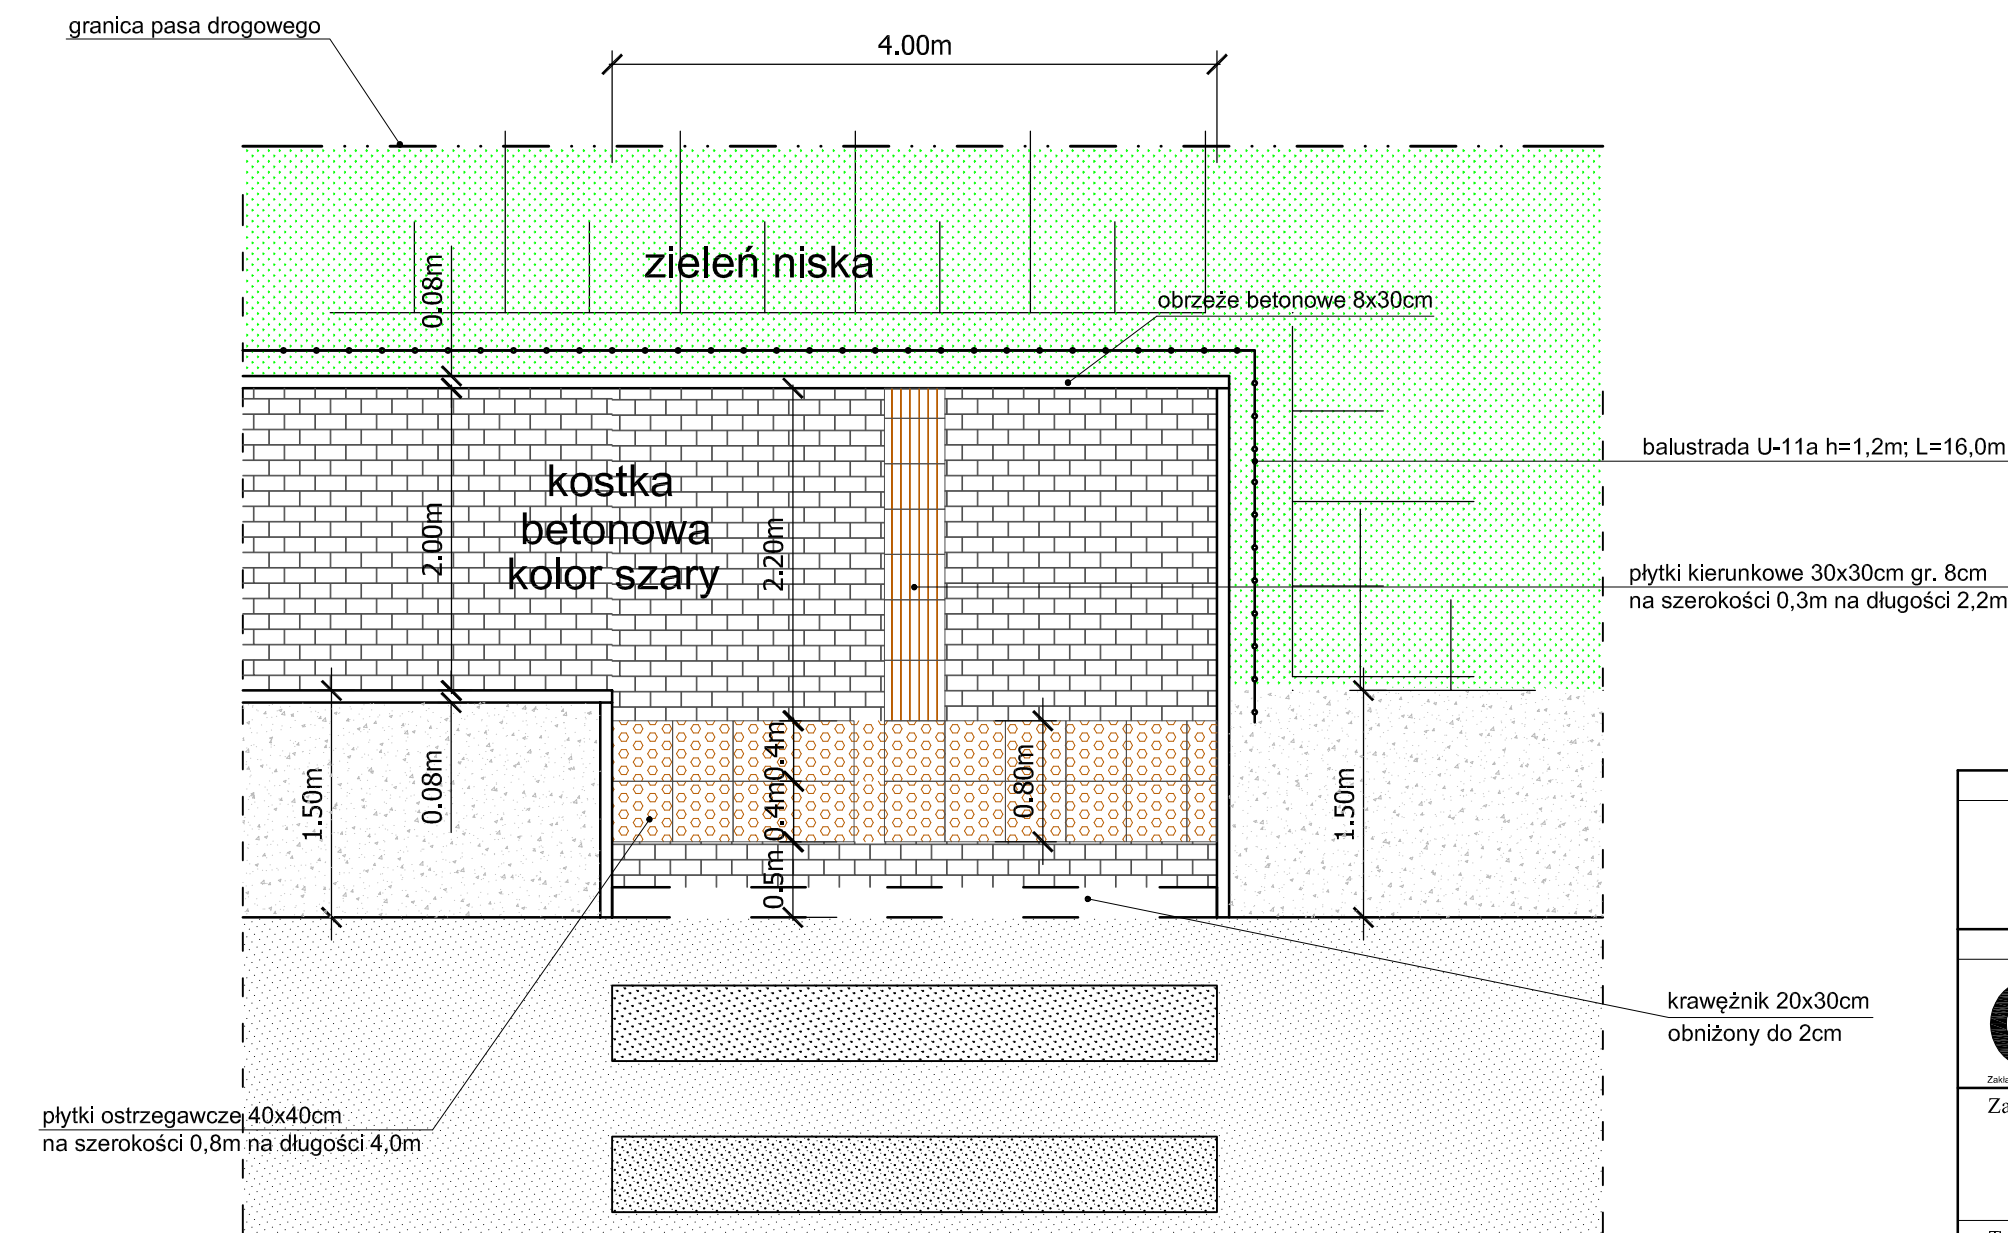 granica pasa drogowego
4.00m
zieleń niska
0.08m
obrzeże betonowe 8x30cm
balustrada U-11a h=1,2m; L=16,0m
kostka
betonowa
kolor szary
2.00m
2.20m
płytki kierunkowe 30x30cm gr. 8cm
na szerokości 0,3m na długości 2,2m
1.50m
0.08m
0.4m
0.4m
0.5m
0.80m
1.50m
krawężnik 20x30cm
obniżony do 2cm
płytki ostrzegawcze 40x40cm
na szerokości 0,8m na długości 4,0m